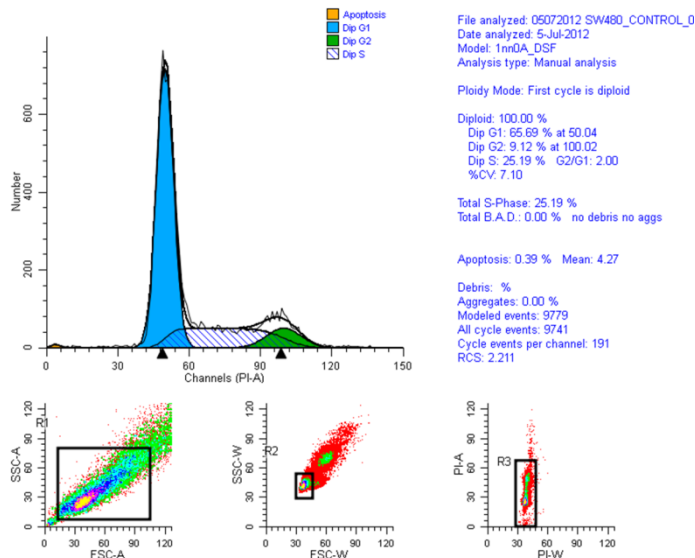 Apoptosis
Dip G1
Dip G2
Dip S
File analyzed: 05072012 SW480_CONTROL_0
Date analyzed: 5-Jul-2012
Model: 1nn0A_DSF
Analysis type: Manual analysis
Ploidy Mode: First cycle is diploid
Diploid: 100.00 %
Dip G1: 65.69 % at 50.04
Dip G2: 9.12 % at 100.02
Dip S: 25.19 % G2/G1: 2.00
%CV: 7.10
Total S-Phase: 25.19 %
Total B.A.D.: 0.00 % no debris no aggs
Apoptosis: 0.39 % Mean: 4.27
Debris: %
Aggregates: 0.00 %
Modeled events: 9779
All cycle events: 9741
Cycle events per channel: 191
RCS: 2.211
Number
600
400
200
0
0 30 60 90 120 150
Channels (PI-A)
R1
SSC-A
120
90
60
30
0
0 30 60 90 120
FSC-A
R2
SSC-W
120
90
60
30
0
0 30 60 90 120
FSC-W
R3
PI-A
120
90
60
30
0
0 30 60 90 120
PI-W